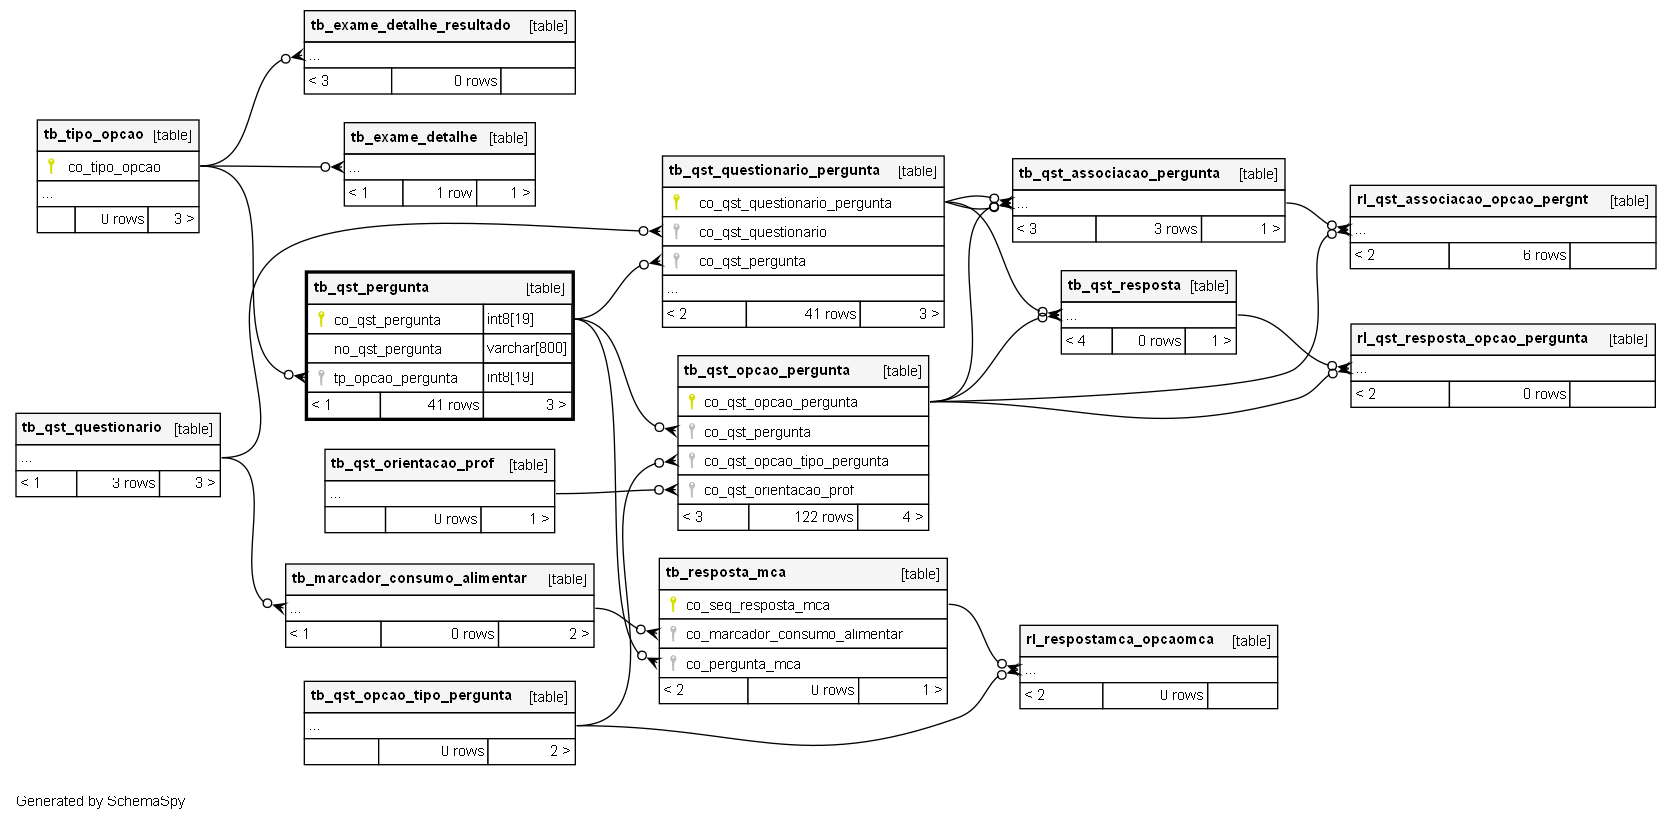 tb_exame_detalhe_resultado [table]
...
< 3 0 rows
tb_tipo_opcao [table]
co_tipo_opcao
...
0 rows 3 >
tb_exame_detalhe [table]
...
< 1 1 row 1 >
tb_qst_questionario_pergunta [table]
co_qst_questionario_pergunta
co_qst_questionario
co_qst_pergunta
...
< 2 41 rows 3 >
tb_qst_associacao_pergunta [table]
...
< 3 3 rows 1 >
rl_qst_associacao_opcao_pergnt [table]
...
< 2 6 rows
tb_qst_pergunta [table]
co_qst_pergunta int8[19]
no_qst_pergunta varchar[800]
tp_opcao_pergunta int8[19]
< 1 41 rows 3 >
tb_qst_resposta [table]
...
< 4 0 rows 1 >
rl_qst_resposta_opcao_pergunta [table]
...
< 2 0 rows
tb_qst_opcao_pergunta [table]
co_qst_opcao_pergunta
co_qst_pergunta
co_qst_opcao_tipo_pergunta
co_qst_orientacao_prof
< 3 122 rows 4 >
tb_qst_questionario [table]
...
< 1 3 rows 3 >
tb_qst_orientacao_prof [table]
...
0 rows 1 >
tb_marcador_consumo_alimentar [table]
...
< 1 0 rows 2 >
tb_resposta_mca [table]
co_seq_resposta_mca
co_marcador_consumo_alimentar
co_pergunta_mca
< 2 0 rows 1 >
rl_respostamca_opcaomca [table]
...
< 2 0 rows
tb_qst_opcao_tipo_pergunta [table]
...
0 rows 2 >
Generated by SchemaSpy